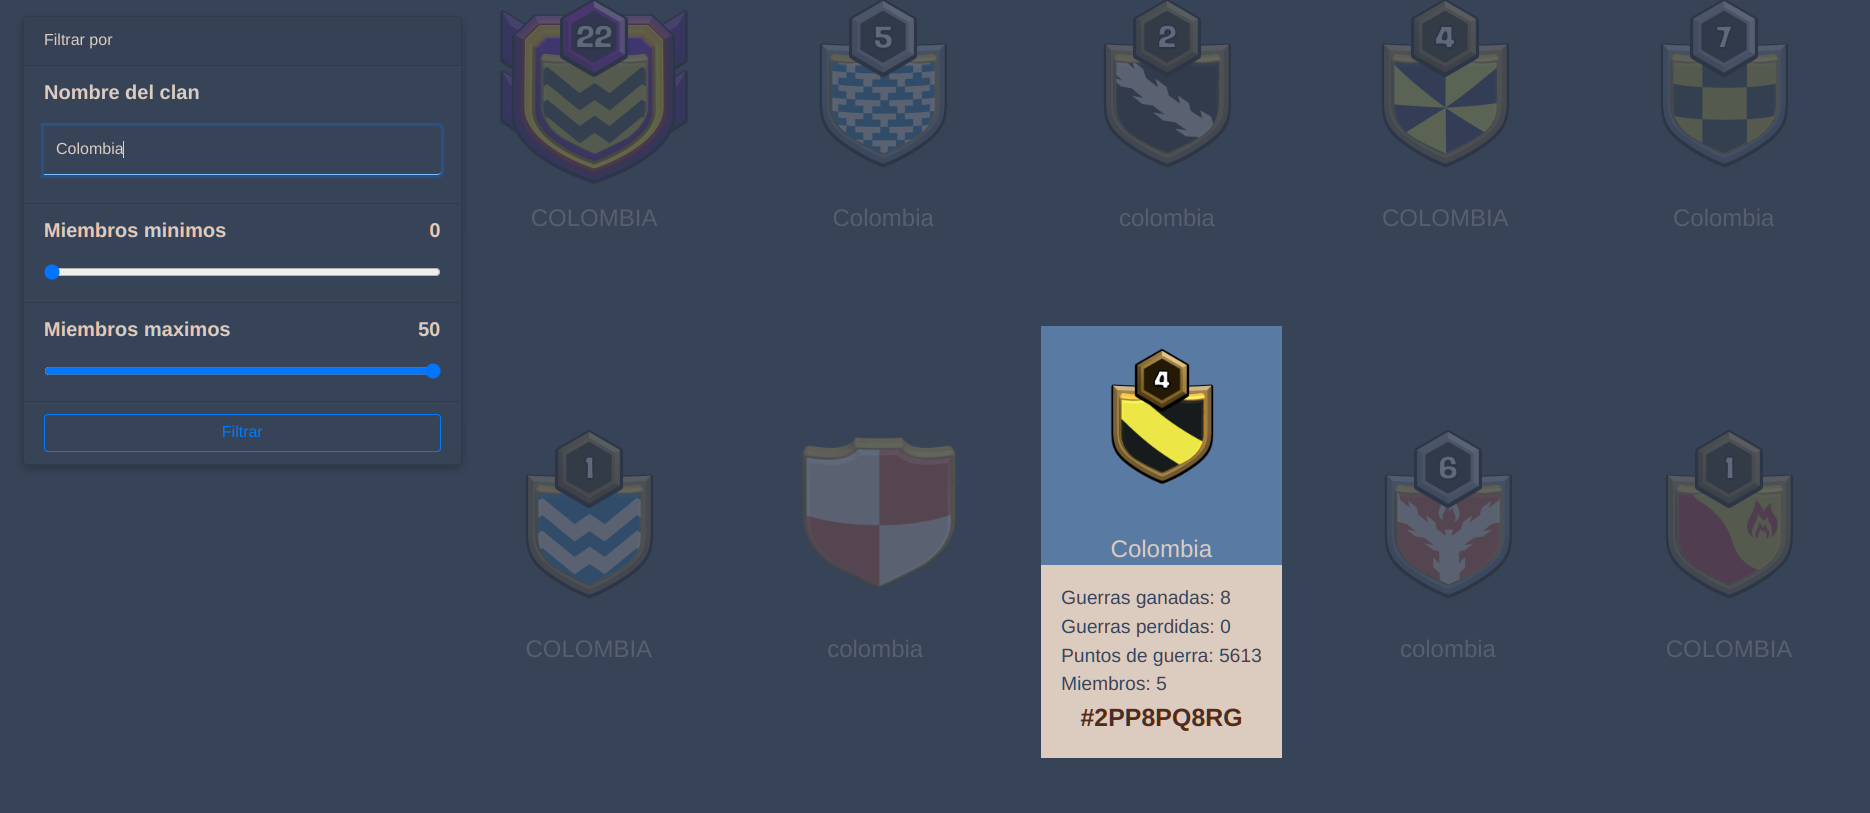 Filtrar por
Nombre del clan
Colombia
Miembros minimos 0
Miembros maximos 50
Filtrar
22 5 2 4 7
COLOMBIA Colombia colombia COLOMBIA Colombia
1 4 6 1
COLOMBIA colombia Colombia colombia COLOMBIA
Guerras ganadas: 8
Guerras perdidas: 0
Puntos de guerra: 5613
Miembros: 5
#2PP8PQ8RG